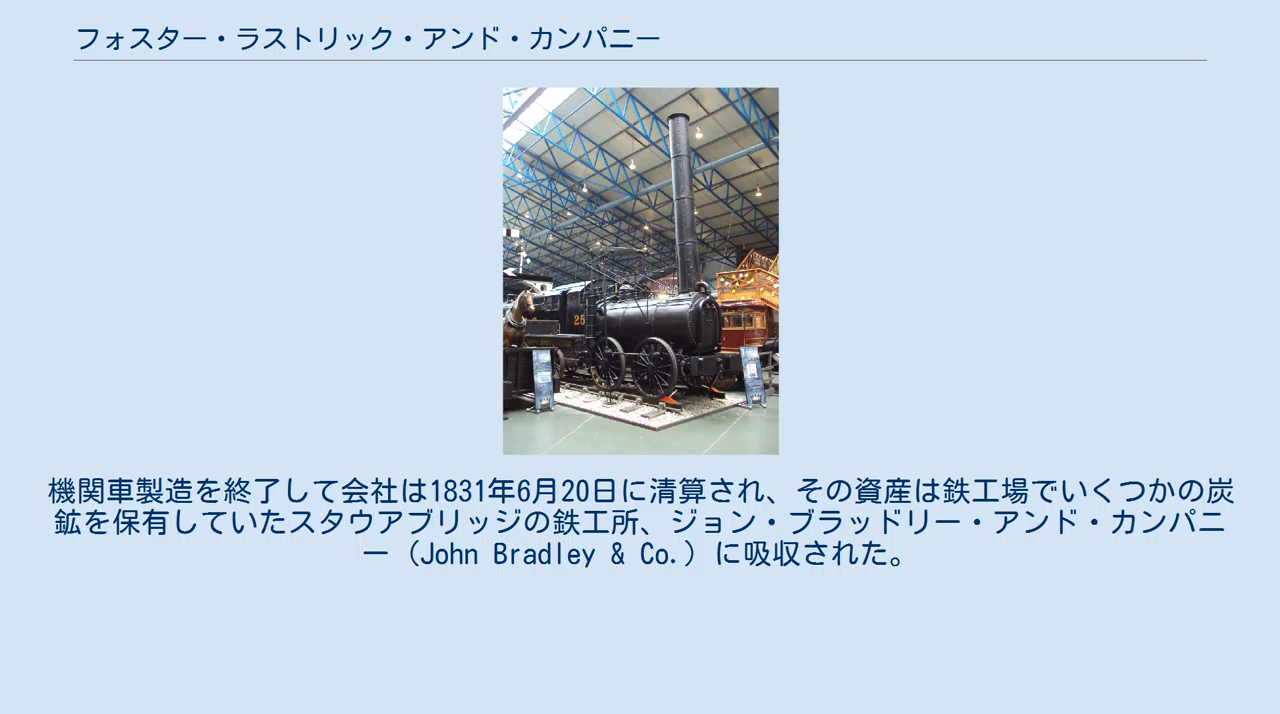 フォスター・ラストリック・アンド・カンパニー
25
機関車製造を終了して会社は1831年6月20日に清算され、その資産は鉄工場でいくつかの炭
鉱を保有していたスタウアブリッジの鉄工所、ジョン・ブラッドリー・アンド・カンパニ
ー（John Bradley & Co.）に吸収された。